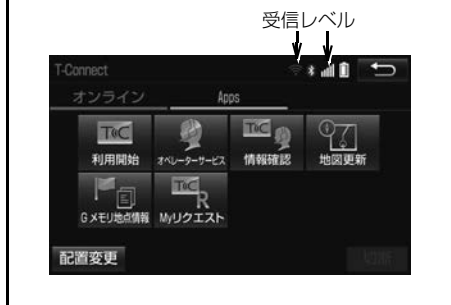 受信レベル
T-Connect
オンライン Apps
T@C T@C
利用開始 オペレーターサービス 情報確認 地図更新
T@C R
Gメモリ地点情報 Myリクエスト
配置変更